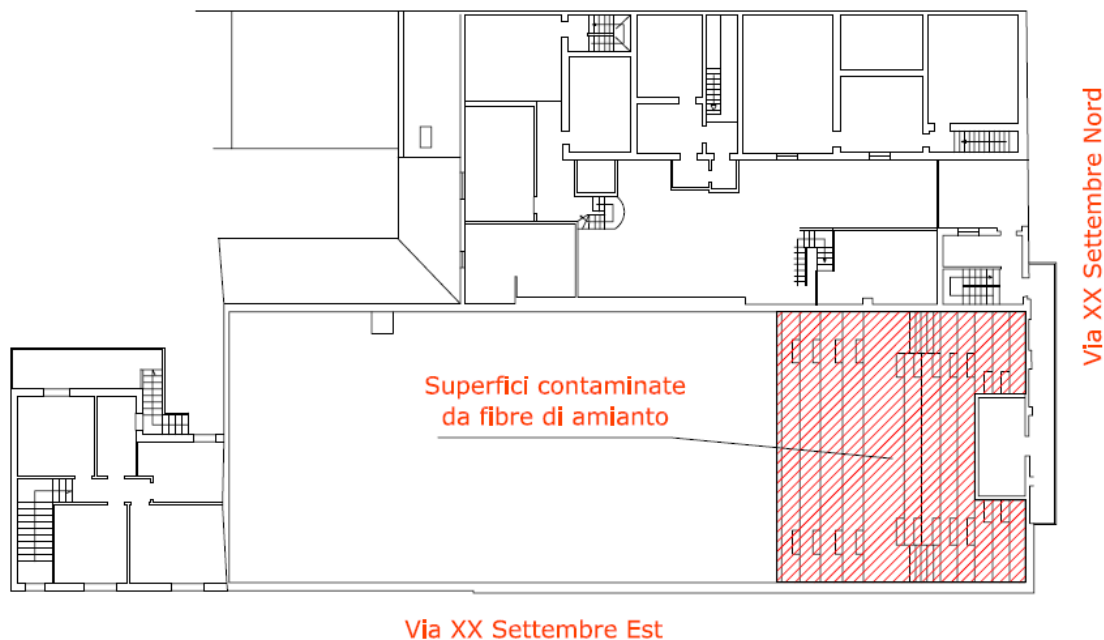 Via XX Settembre Nord
Superfici contaminate
da fibre di amianto
Via XX Settembre Est